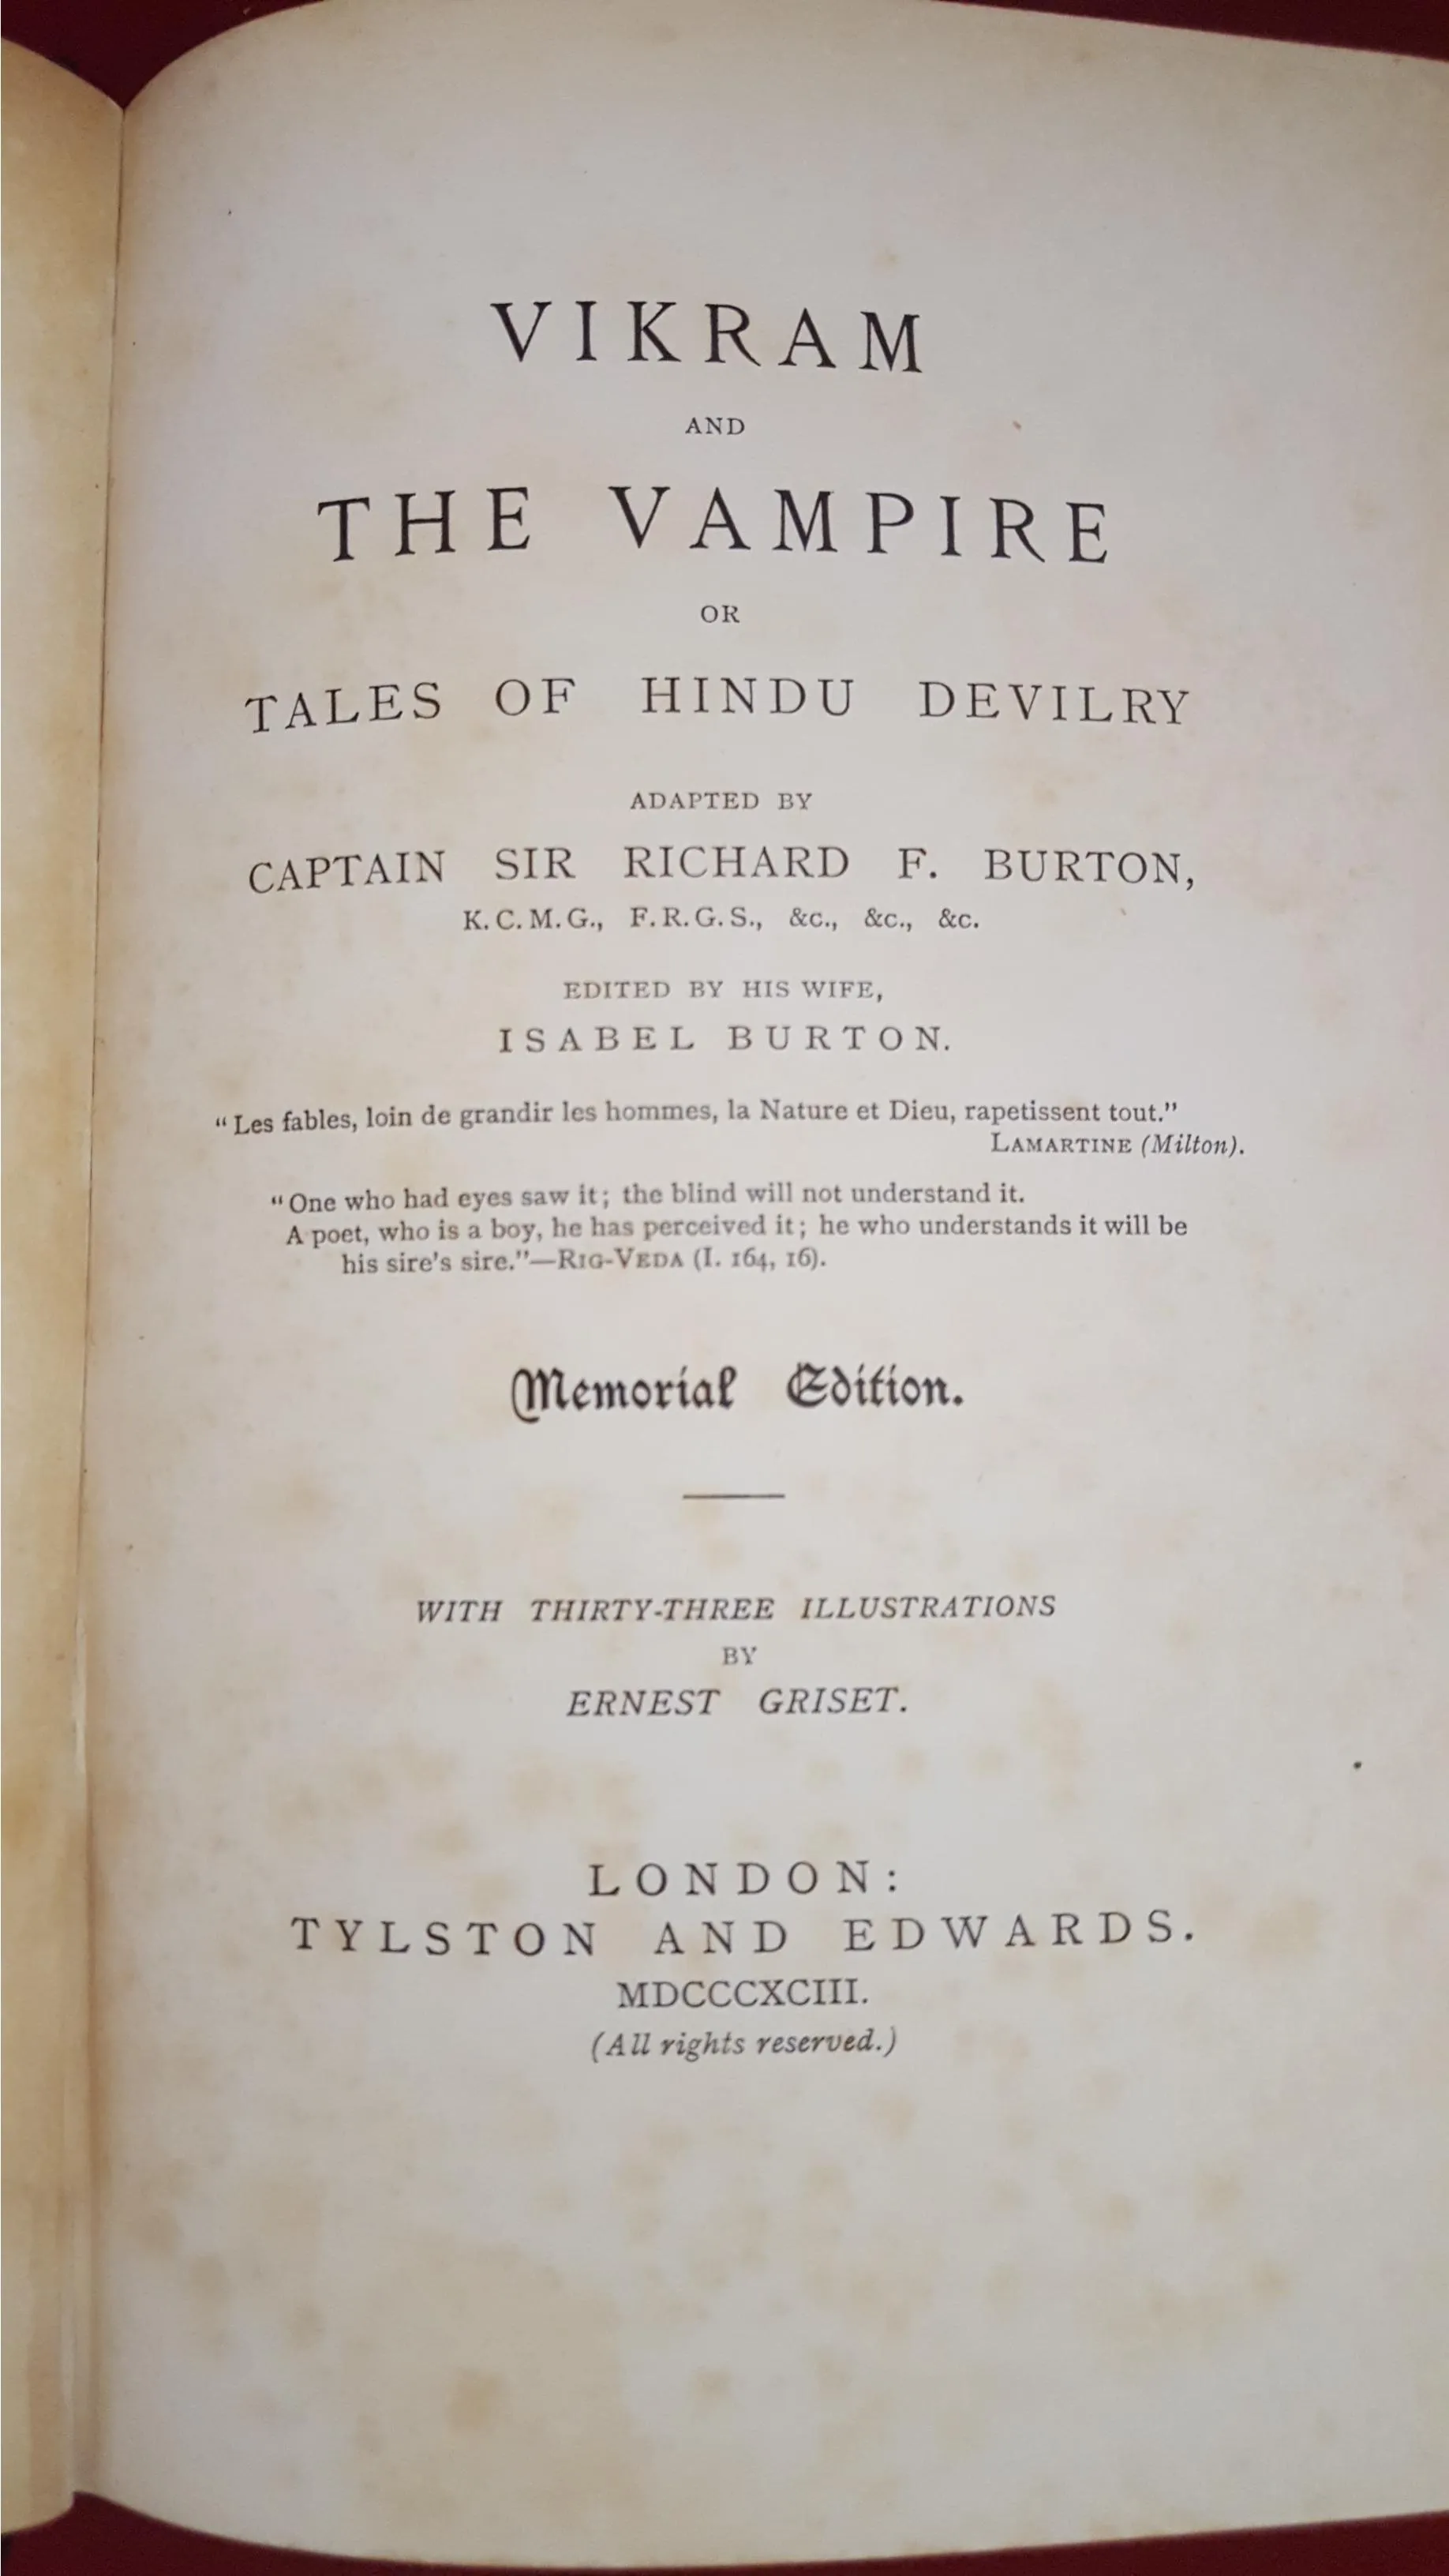 VIKRAM
AND
THE VAMPIRE
OR
TALES OF HINDU DEVILRY
ADAPTED BY
CAPTAIN SIR RICHARD F. BURTON,
K.C.M.G., F.R.G.S., &c., &c., &c.
EDITED BY HIS WIFE,
ISABEL BURTON.
“Les fables, loin de grandir les hommes, la Nature et Dieu, rapetissent tout.”
LAMARTINE (Milton).
“One who had eyes saw it; the blind will not understand it.
A poet, who is a boy, he has perceived it; he who understands it will be
his sire's sire.”—RIG-VEDA (I. 164, 16).
Memorial Edition.
WITH THIRTY-THREE ILLUSTRATIONS
BY
ERNEST GRISET.
LONDON:
TYLSTON AND EDWARDS.
MDCCCXCIII.
(All rights reserved.)